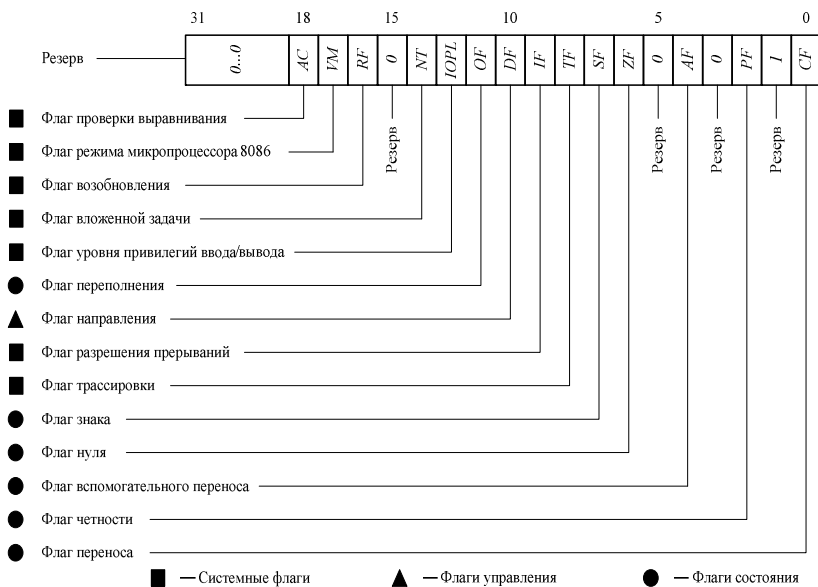 31 18 15 10 5 0
Резерв 0...0 AC VM RF 0 NT IOPL OF DF IF TF SF ZF 0 AF 0 PF 1 CF
Флаг проверки выравнивания
Флаг режима микропроцессора 8086
Флаг возобновления
Флаг вложенной задачи
Флаг уровня привилегий ввода/вывода
Флаг переполнения
Флаг направления
Флаг разрешения прерываний
Флаг трассировки
Флаг знака
Флаг нуля
Флаг вспомогательного переноса
Флаг четности
Флаг переноса
Резерв
Резерв
Резерв
Резерв
— Системные флаги — Флаги управления — Флаги состояния